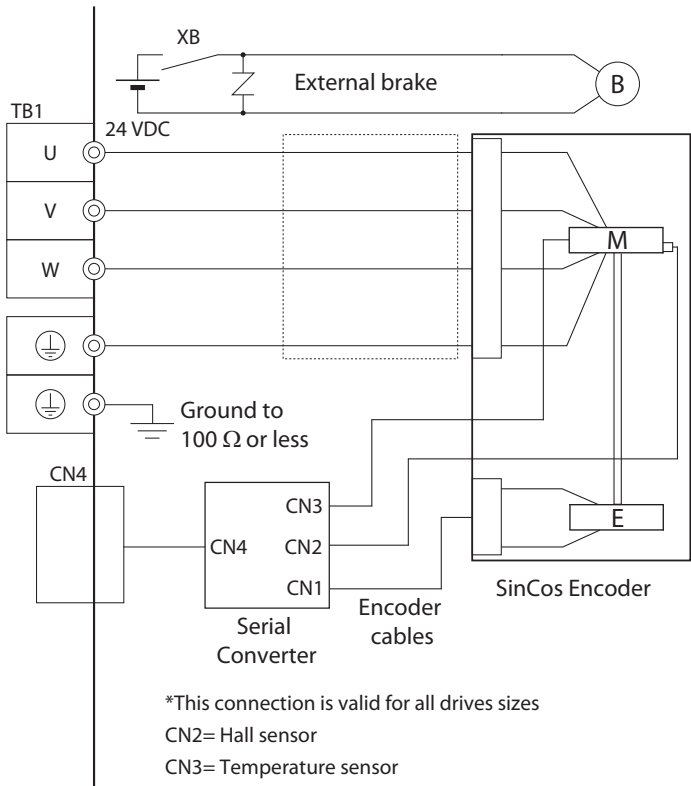 XB
External brake
B
24 VDC
TB1
U
V
W
M
Ground to
100 Ω or less
CN4
CN3
CN4
CN2
CN1
E
SinCos Encoder
Encoder
cables
Serial
Converter
*This connection is valid for all drives sizes
CN2= Hall sensor
CN3= Temperature sensor